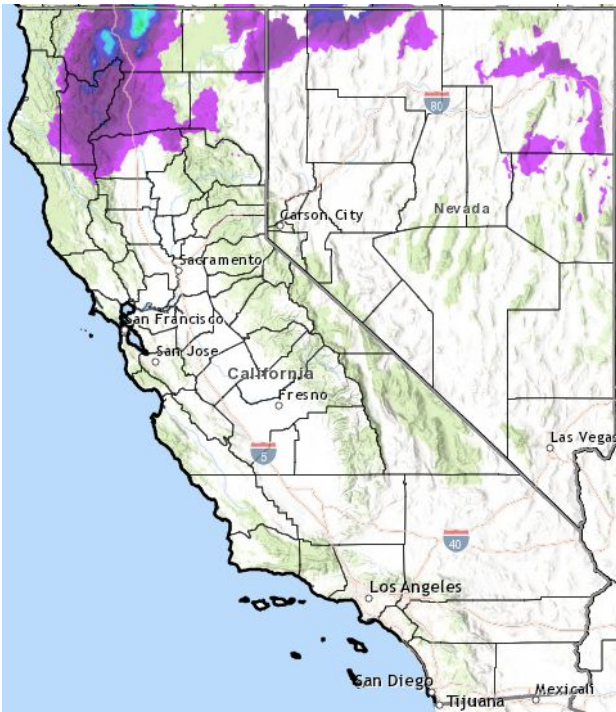 80
Nevada
Carson City
Sacramento
San Francisco
San Jose
California
Fresno
Las Vegas
5
40
Los Angeles
San Diego
Mexicali
Tijuana